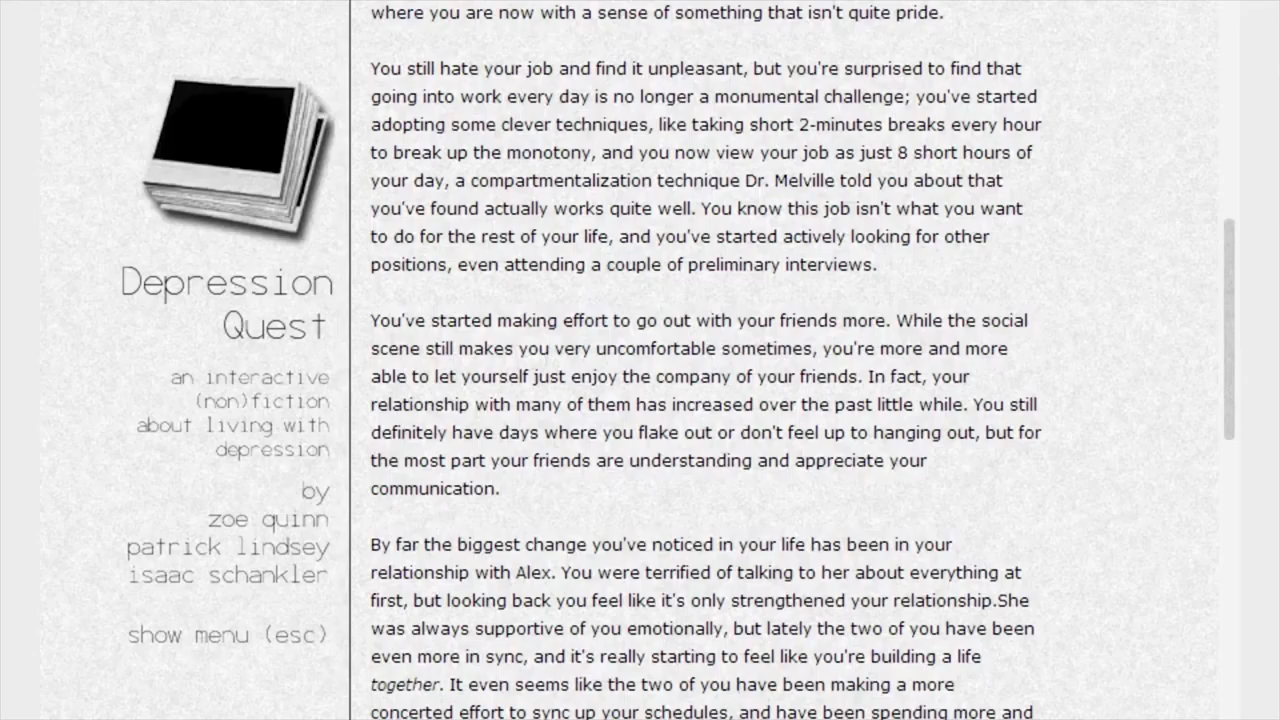 Depression
Quest
an interactive
(non)fiction
about living with
depression
by
zoe quinn
patrick lindsey
isaac schankler
show menu (esc)
where you are now with a sense of something that isn't quite pride.
You still hate your job and find it unpleasant, but you're surprised to find that
going into work every day is no longer a monumental challenge; you've started
adopting some clever techniques, like taking short 2-minutes breaks every hour
to break up the monotony, and you now view your job as just 8 short hours of
your day, a compartmentalization technique Dr. Melville told you about that
you've found actually works quite well. You know this job isn't what you want
to do for the rest of your life, and you've started actively looking for other
positions, even attending a couple of preliminary interviews.
You've started making effort to go out with your friends more. While the social
scene still makes you very uncomfortable sometimes, you're more and more
able to let yourself just enjoy the company of your friends. In fact, your
relationship with many of them has increased over the past little while. You still
definitely have days where you flake out or don't feel up to hanging out, but for
the most part your friends are understanding and appreciate your
communication.
By far the biggest change you've noticed in your life has been in your
relationship with Alex. You were terrified of talking to her about everything at
first, but looking back you feel like it's only strengthened your relationship.She
was always supportive of you emotionally, but lately the two of you have been
even more in sync, and it's really starting to feel like you're building a life
together. It even seems like the two of you have been making a more
concerted effort to sync up your schedules, and have been spending more and